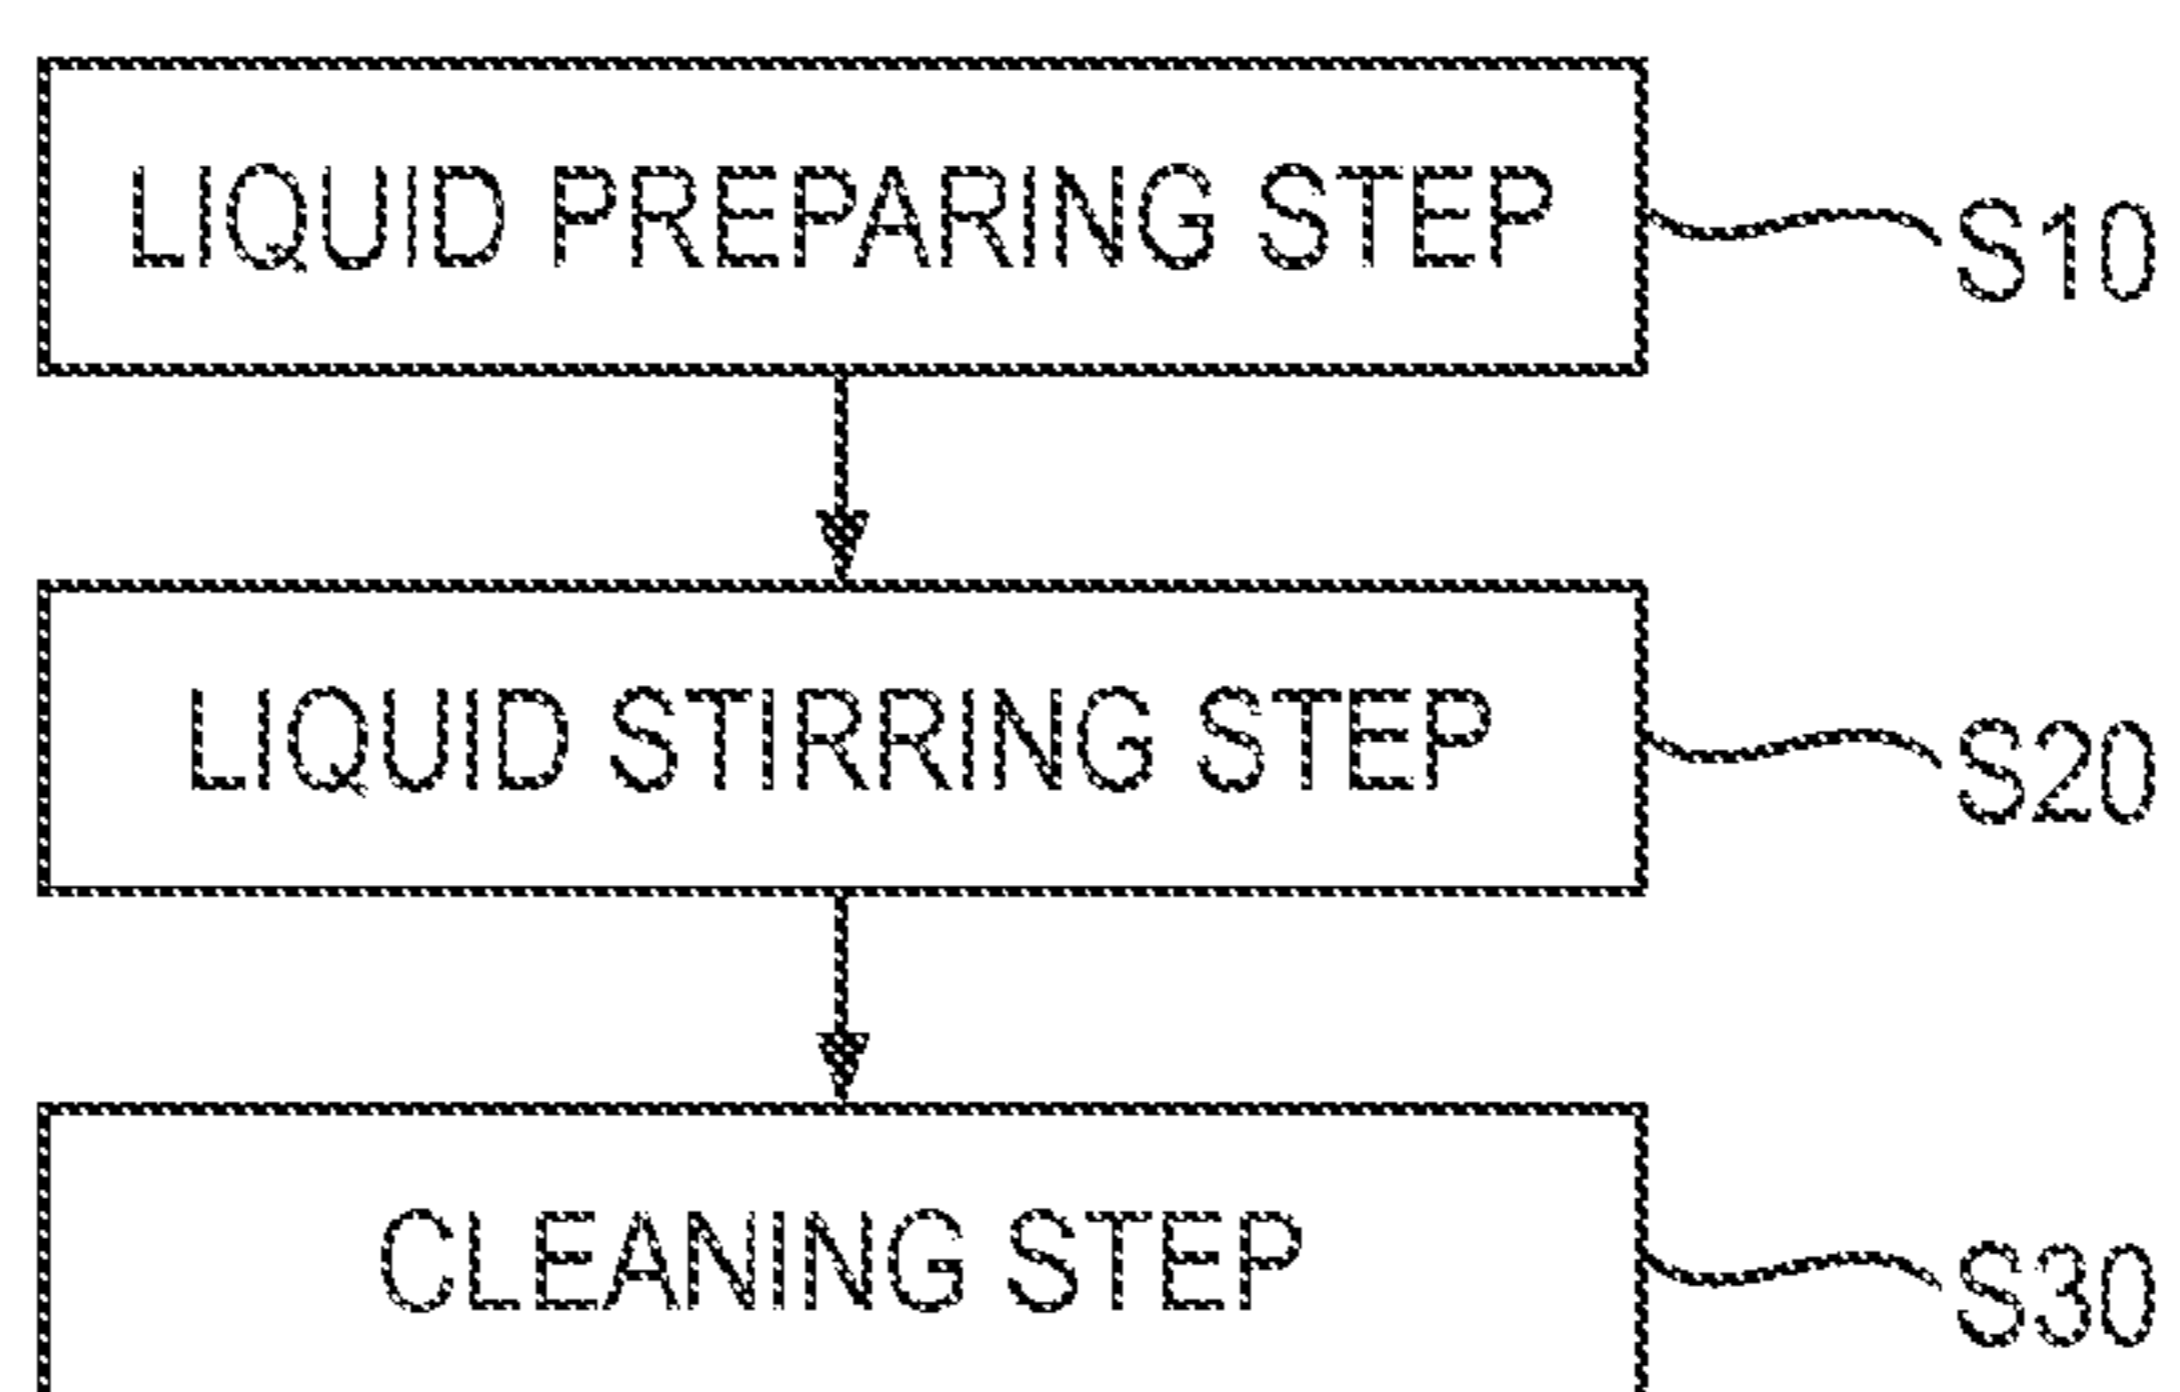 LIQUID PREPARING STEP
S10
LIQUID STIRRING STEP
S20
CLEANING STEP
S30